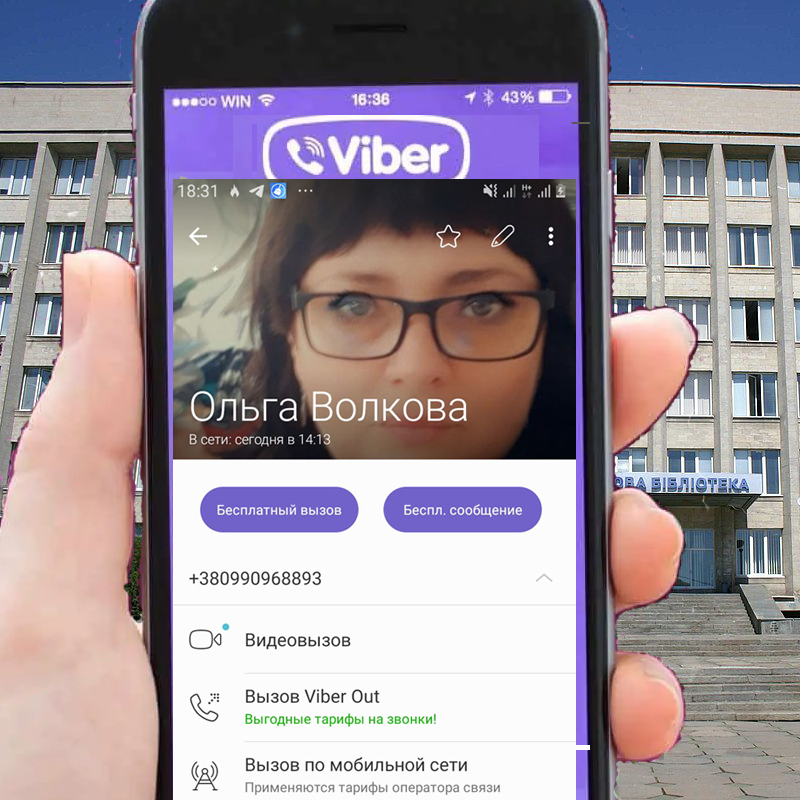 WIN 16:36 43%
Viber
18:31 ... H+
Ольга Волкова
В сети: сегодня в 14:13
Бесплатный вызов
Беспл. сообщение
+380990968893
Видеовызов
Вызов Viber Out
Выгодные тарифы на звонки!
Вызов по мобильной сети
Применяются тарифы оператора связи
ОВА БІБЛІОТЕКА